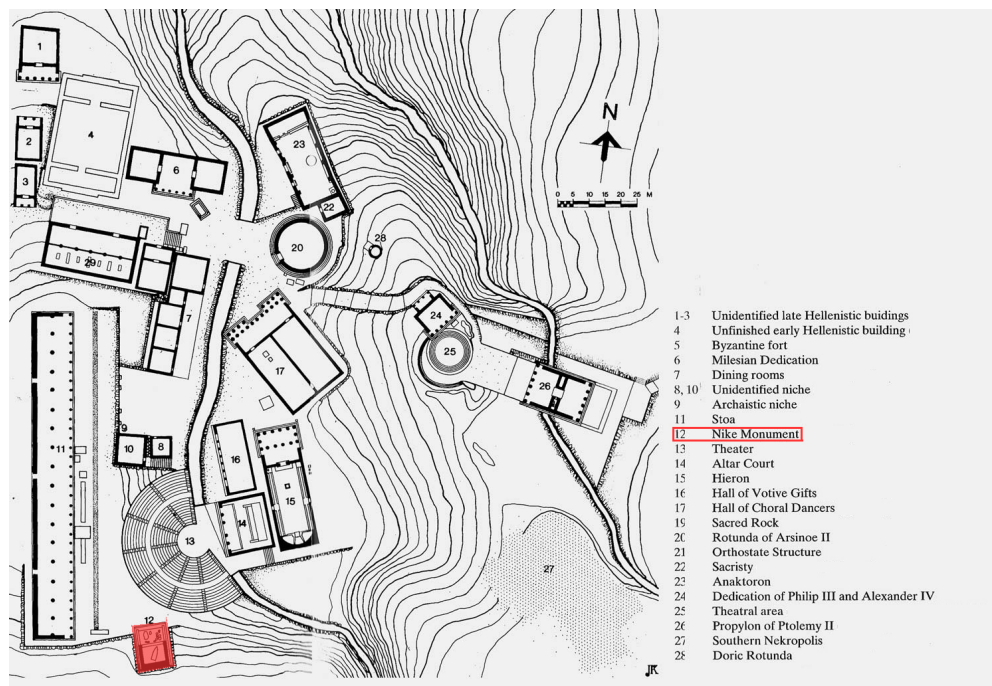 1
2
3
4
6
23
22
N
0 5 10 15 20 25 M
20
28
29
7
24
25
17
26
11
9
10
8
16
15
14
13
27
12
JK
1-3 Unidentified late Hellenistic buidings
4 Unfinished early Hellenistic building
5 Byzantine fort
6 Milesian Dedication
7 Dining rooms
8, 10 Unidentified niche
9 Archaistic niche
11 Stoa
12 Nike Monument
13 Theater
14 Altar Court
15 Hieron
16 Hall of Votive Gifts
17 Hall of Choral Dancers
19 Sacred Rock
20 Rotunda of Arsinoe II
21 Orthostate Structure
22 Sacristy
23 Anaktoron
24 Dedication of Philip III and Alexander IV
25 Theatral area
26 Propylon of Ptolemy II
27 Southern Nekropolis
28 Doric Rotunda